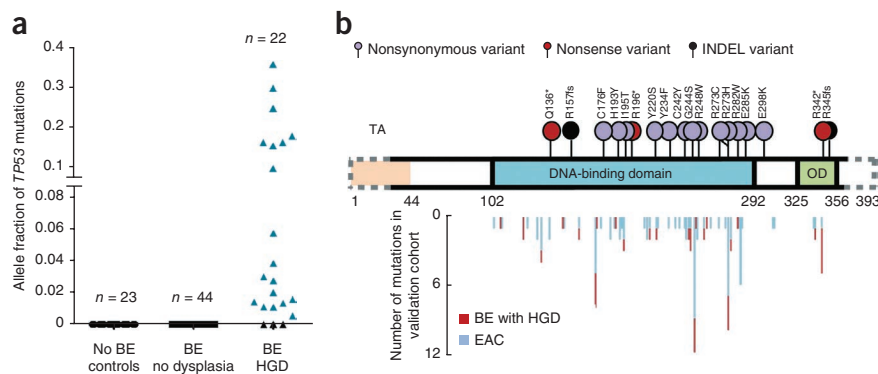 a
Allele fraction of TP53 mutations
0.4
0.3
0.2
0.1
0.06
0.04
0.02
0
n = 23
n = 44
n = 22
No BE
controls
BE
no dysplasia
BE
HGD
b
Nonsynonymous variant
Nonsense variant
INDEL variant
Q136*
R157fs
C176F
H193Y
I195T
R196*
Y220S
Y234F
C242Y
G244S
R248W
R273C
R273H
R282W
E285K
E298K
R342*
R345fs
TA
DNA-binding domain
OD
1
44
102
292
325
356
393
Number of mutations in
validation cohort
0
6
12
BE with HGD
EAC